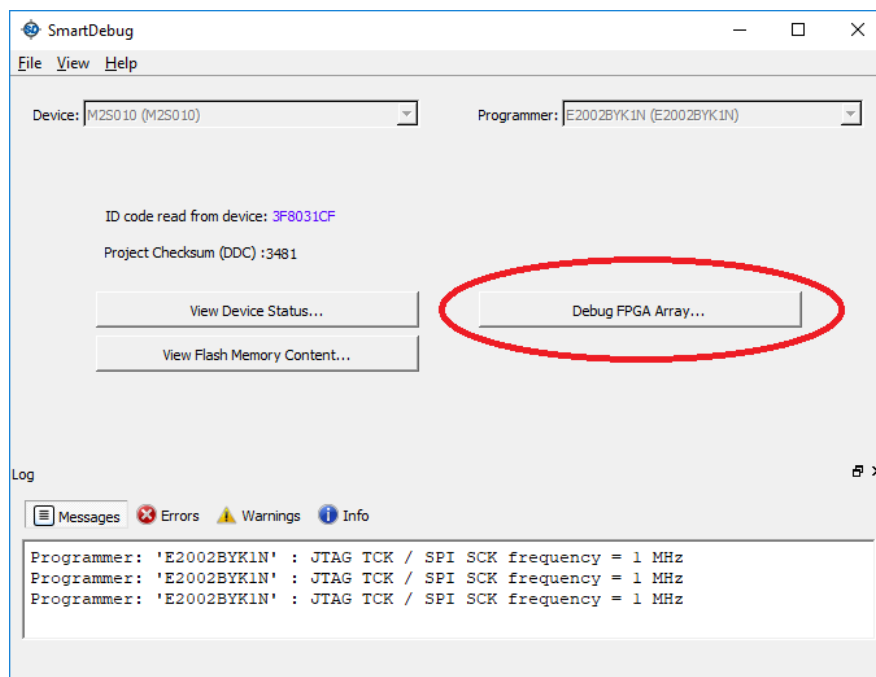 SmartDebug
File View Help
Device: M2S010 (M2S010) Programmer: E2002BYK1N (E2002BYK1N)
ID code read from device: 3F8031CF
Project Checksum (DDC) :3481
View Device Status... Debug FPGA Array...
View Flash Memory Content...
Log
Messages Errors Warnings Info
Programmer: 'E2002BYK1N' : JTAG TCK / SPI SCK frequency = 1 MHz
Programmer: 'E2002BYK1N' : JTAG TCK / SPI SCK frequency = 1 MHz
Programmer: 'E2002BYK1N' : JTAG TCK / SPI SCK frequency = 1 MHz